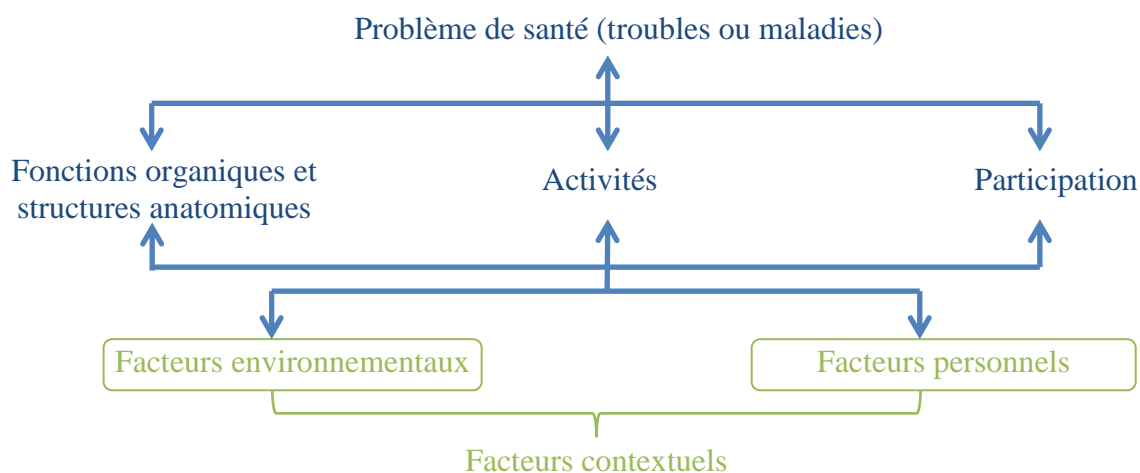 Problème de santé (troubles ou maladies)
Fonctions organiques et
structures anatomiques
Activités
Participation
Facteurs environnementaux
Facteurs personnels
Facteurs contextuels